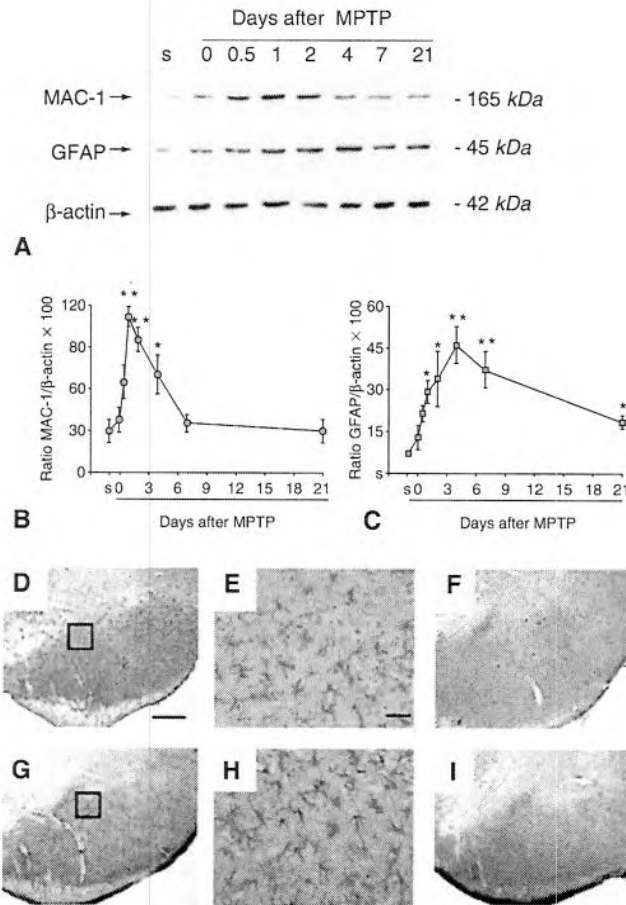 Days after MPTP
s 0 0.5 1 2 4 7 21
MAC-1 - 165 kDa
GFAP - 45 kDa
β-actin - 42 kDa
A
Ratio MAC-1/β-actin × 100
120
80
60
30
0
* *
* *
*
s 0 3 6 9 12 15 18 21
Days after MPTP
B
Ratio GFAP/β-actin × 100
60
45
30
15
s
*
*
* *
* *
*
s 0 3 6 9 12 15 18 21
Days after MPTP
C
D E F
G H I